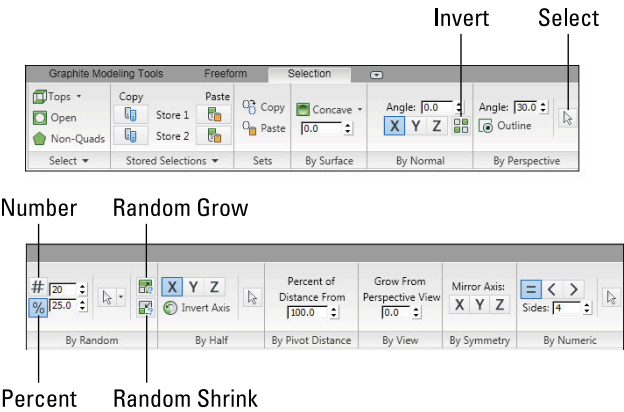 Invert Select
Graphite Modeling Tools Freeform Selection
Tops Copy Paste
Open Store 1 Copy Concave Angle: 0.0 Angle: 30.0
Non-Quads Store 2 Paste 0.0 X Y Z Outline
Select Stored Selections Sets By Surface By Normal By Perspective
Number Random Grow
# 20 X Y Z Percent of Grow From Mirror Axis: = < >
Distance From Perspective View
% 25.0 Invert Axis 100.0 0.0 X Y Z Sides: 4
By Random By Half By Pivot Distance By View By Symmetry By Numeric
Percent Random Shrink